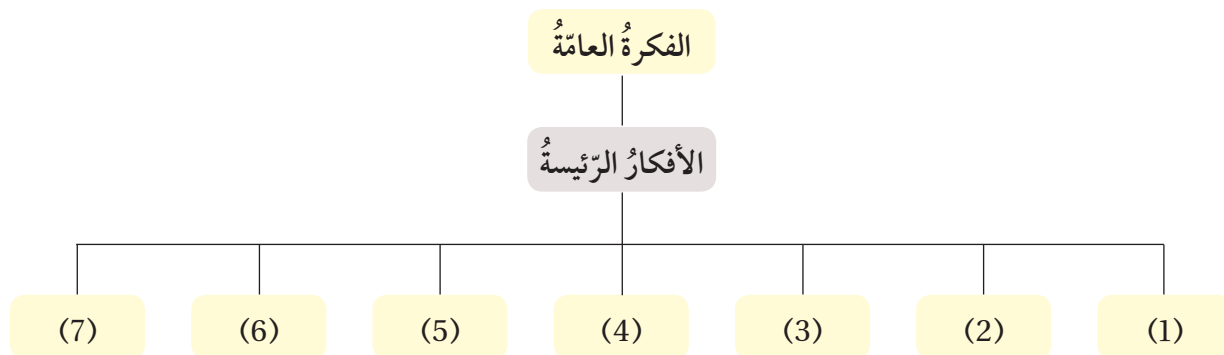 الفكرةُ العامّةُ
الأفكارُ الرّئيسةُ
(1) (2) (3) (4) (5) (6) (7)